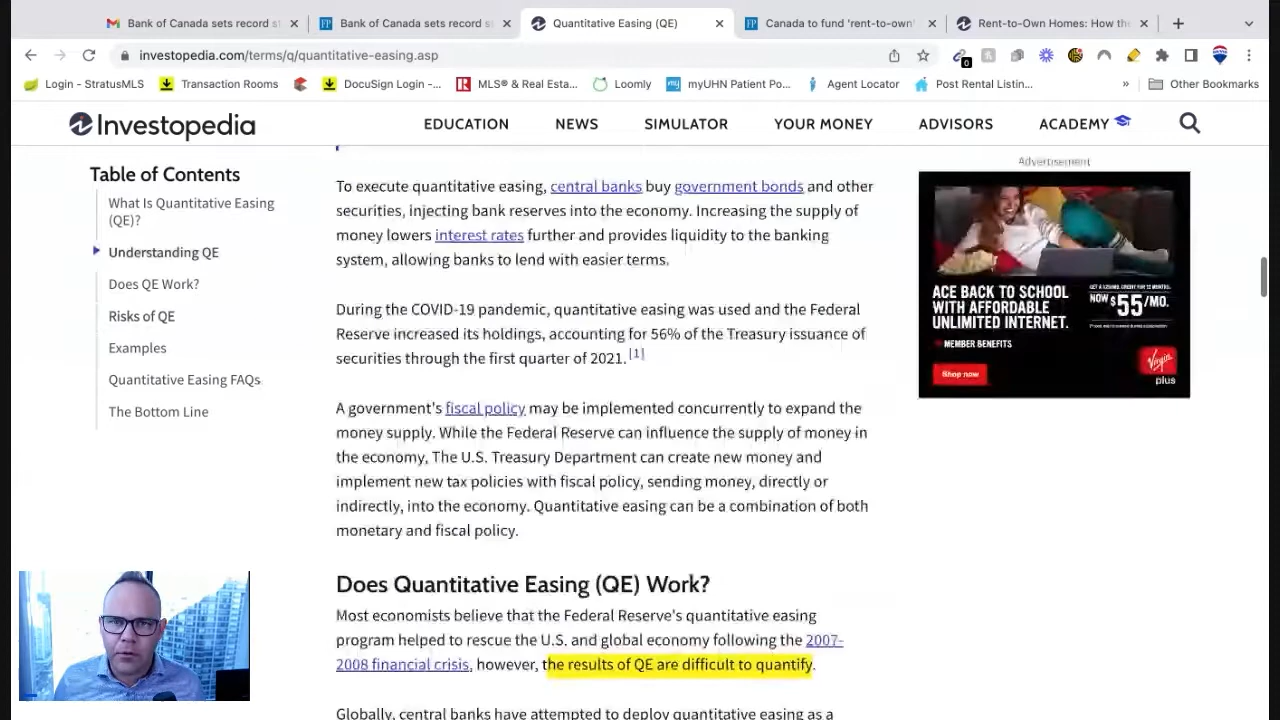 Bank of Canada sets record s
Bank of Canada sets record s
Quantitative Easing (QE)
Canada to fund 'rent-to-own'
Rent-to-Own Homes: How the
investopedia.com/terms/q/quantitative-easing.asp
0
Login - StratusMLS
Transaction Rooms
DocuSign Login -...
MLS® & Real Esta...
Loomly
myUHN Patient Po...
Agent Locator
Post Rental Listin...
»
Other Bookmarks
Investopedia
EDUCATION
NEWS
SIMULATOR
YOUR MONEY
ADVISORS
ACADEMY
Table of Contents
What Is Quantitative Easing
(QE)?
Understanding QE
Does QE Work?
Risks of QE
Examples
Quantitative Easing FAQs
The Bottom Line
To execute quantitative easing, central banks buy government bonds and other
securities, injecting bank reserves into the economy. Increasing the supply of
money lowers interest rates further and provides liquidity to the banking
system, allowing banks to lend with easier terms.
During the COVID-19 pandemic, quantitative easing was used and the Federal
Reserve increased its holdings, accounting for 56% of the Treasury issuance of
securities through the first quarter of 2021. [1]
A government's fiscal policy may be implemented concurrently to expand the
money supply. While the Federal Reserve can influence the supply of money in
the economy, The U.S. Treasury Department can create new money and
implement new tax policies with fiscal policy, sending money, directly or
indirectly, into the economy. Quantitative easing can be a combination of both
monetary and fiscal policy.
Does Quantitative Easing (QE) Work?
Most economists believe that the Federal Reserve's quantitative easing
program helped to rescue the U.S. and global economy following the 2007-
2008 financial crisis, however, the results of QE are difficult to quantify.
Globally, central banks have attempted to deploy quantitative easing as a
Advertisement
ACE BACK TO SCHOOL
WITH AFFORDABLE
UNLIMITED INTERNET.
NOW $55/MO.
MEMBER BENEFITS
Shop now
Virgin
plus